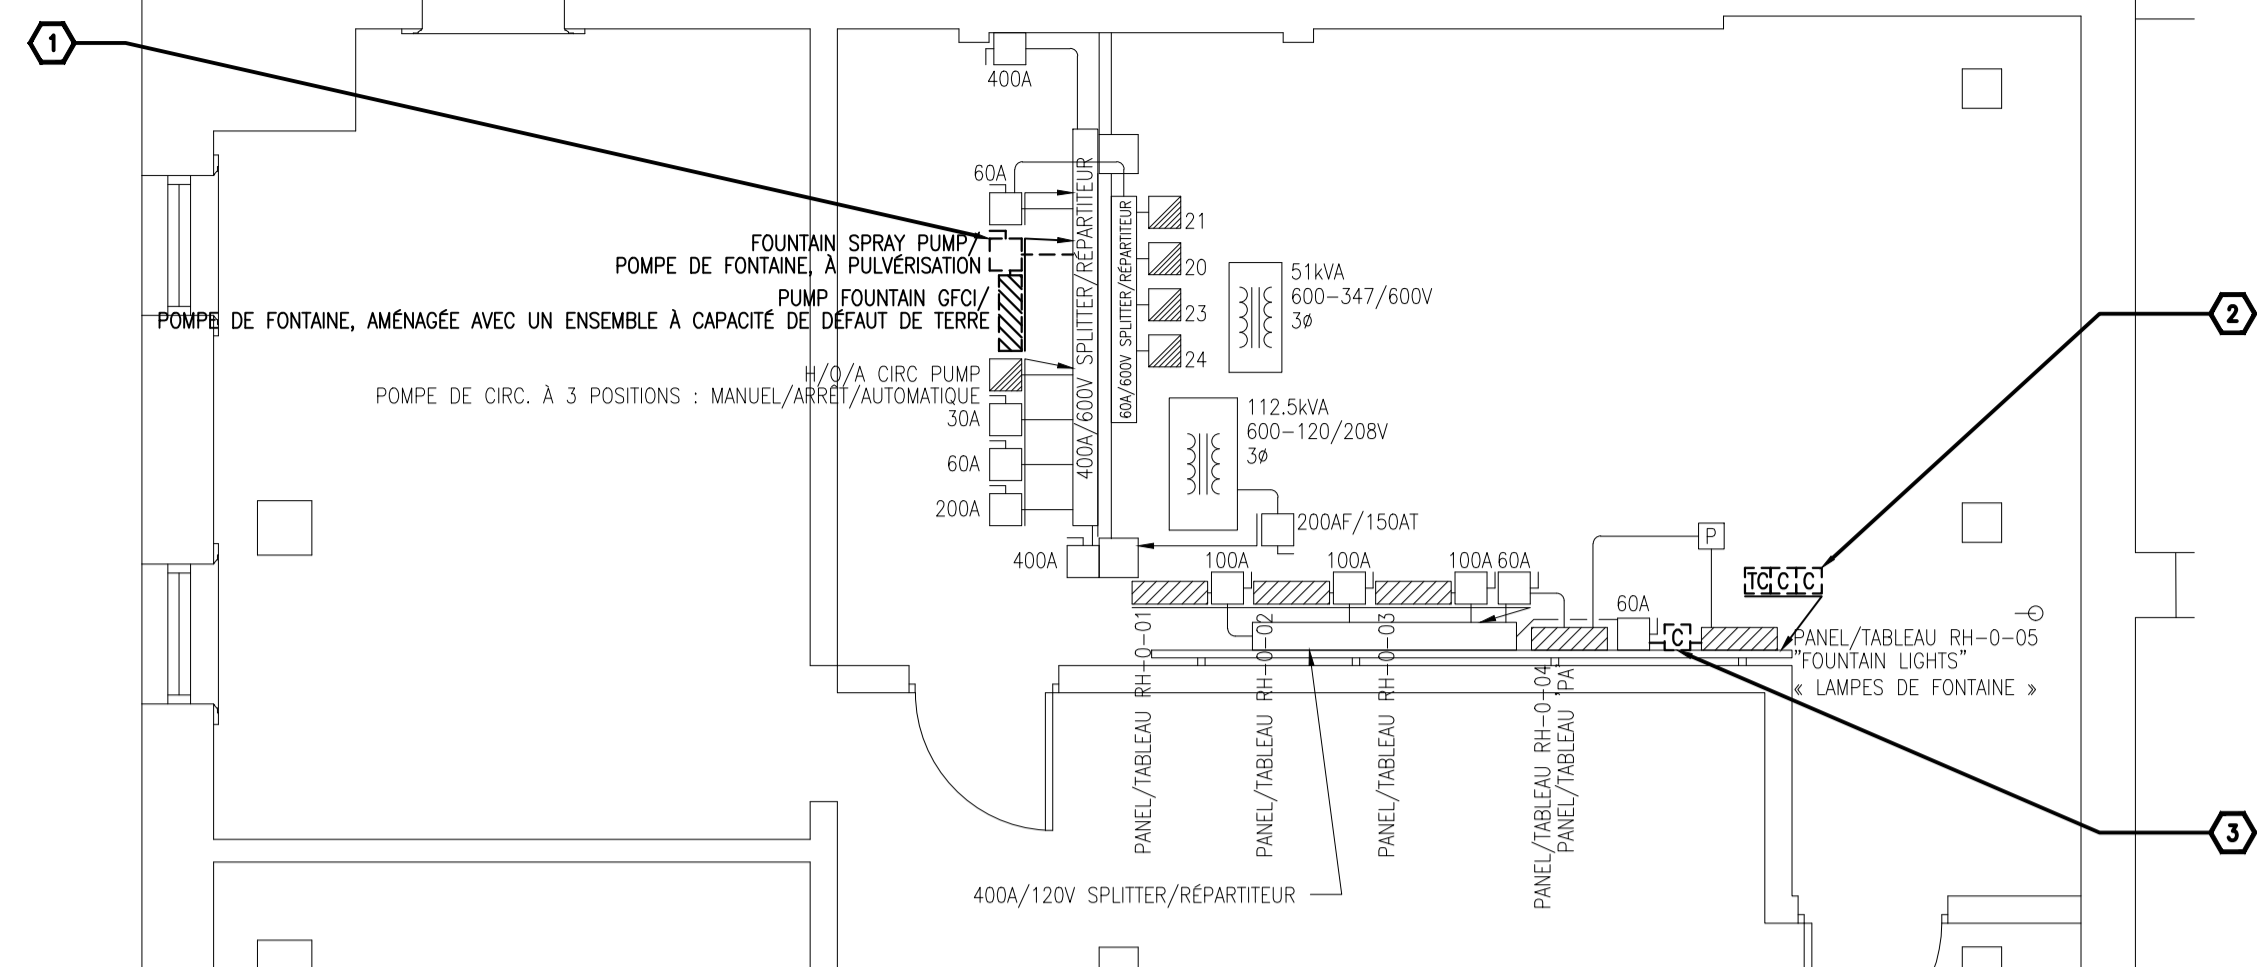 1
400A
60A
FOUNTAIN SPRAY PUMP/
POMPE DE FONTAINE, À PULVÉRISATION
PUMP FOUNTAIN GFCI/
POMPE DE FONTAINE, AMÉNAGÉE AVEC UN ENSEMBLE À CAPACITÉ DE DÉFAUT DE TERRE
H/O/A CIRC PUMP
POMPE DE CIRC. À 3 POSITIONS : MANUEL/ARRÊT/AUTOMATIQUE
30A
60A
200A
400A
400A/600V SPLITTER/RÉPARTITEUR
60A/600V SPLITTER/RÉPARTITEUR
21
20
23
24
51kVA
600-347/600V
3ø
112.5kVA
600-120/208V
3ø
200AF/150AT
2
P
100A
100A
100A
60A
TC C C
60A
C
PANEL/TABLEAU RH-0-05
"FOUNTAIN LIGHTS"
« LAMPES DE FONTAINE »
PANEL/TABLEAU RH-0-01
PANEL/TABLEAU RH-0-02
PANEL/TABLEAU RH-0-03
PANEL/TABLEAU RH-0-04
PANEL/TABLEAU 'PA'
3
400A/120V SPLITTER/RÉPARTITEUR